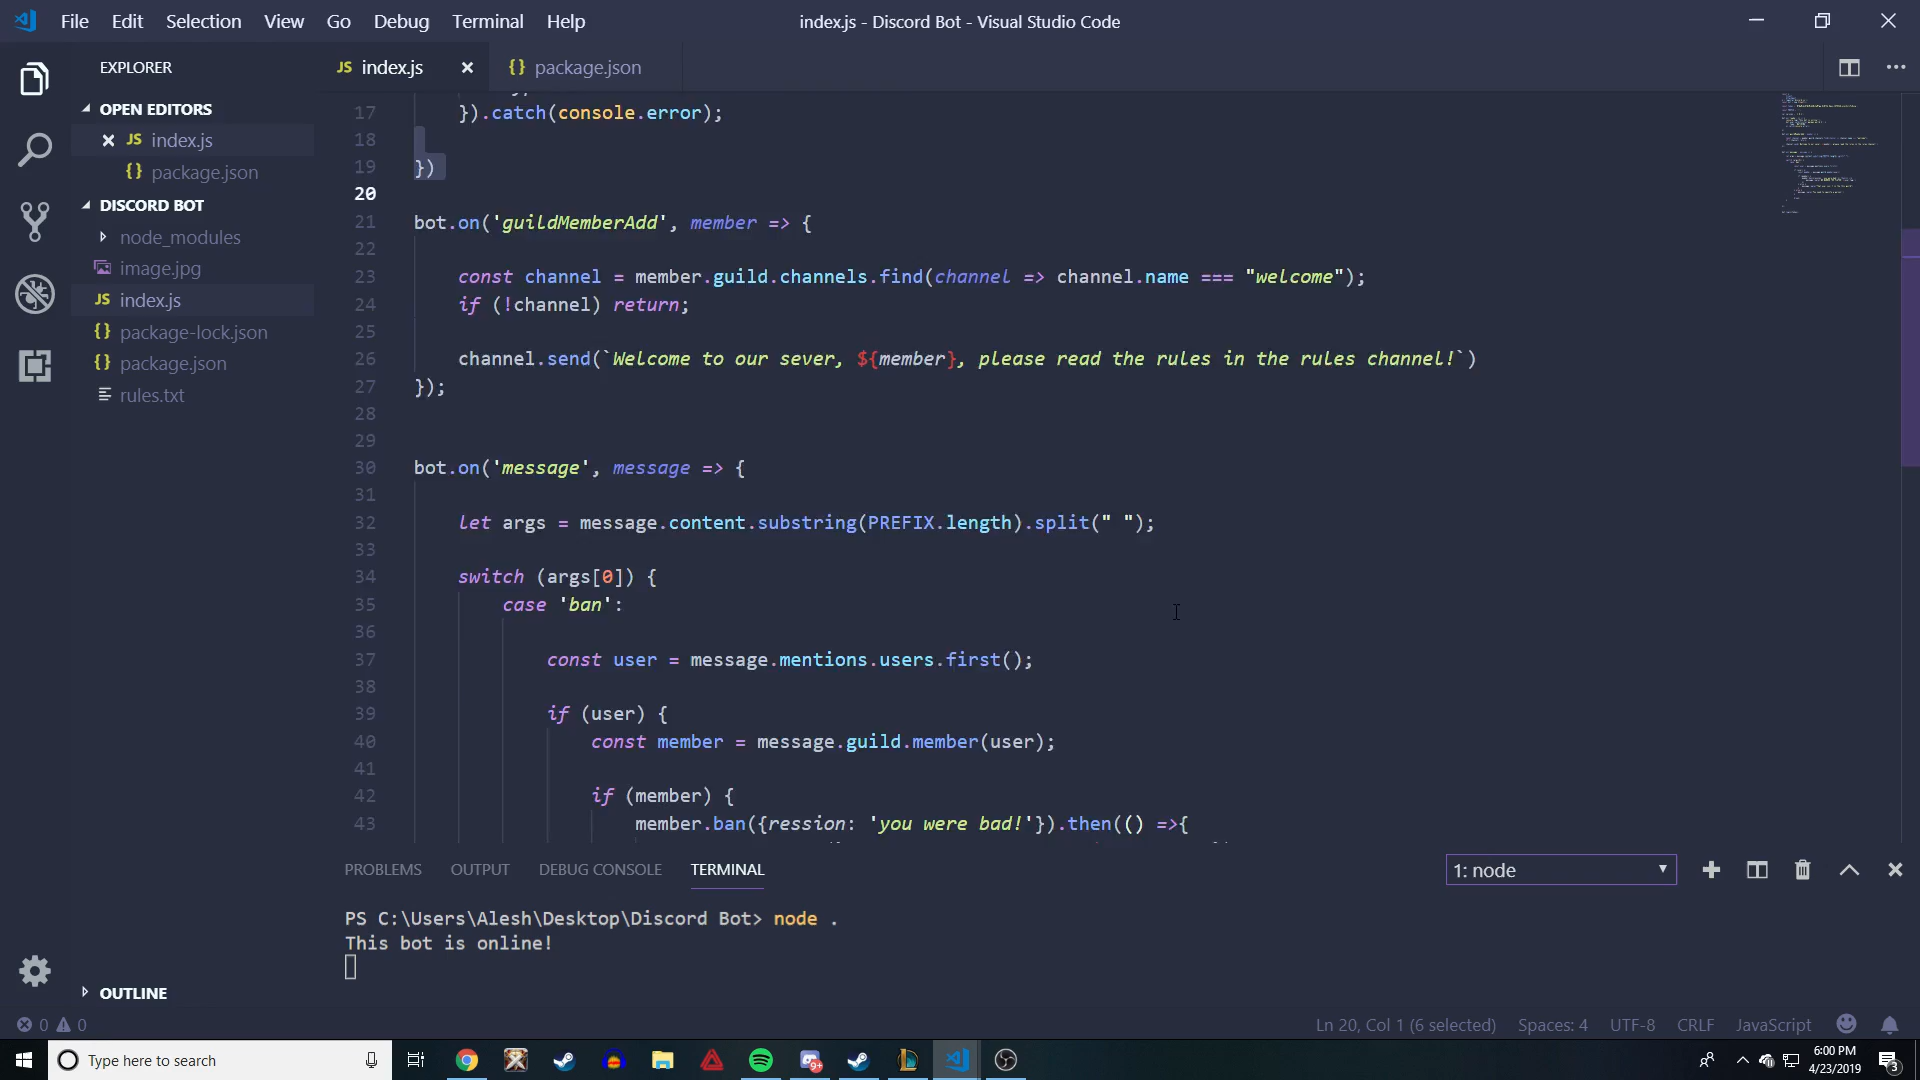 File Edit Selection View Go Debug Terminal Help
index.js - Discord Bot - Visual Studio Code
EXPLORER
OPEN EDITORS
JS index.js
{} package.json
DISCORD BOT
node_modules
image.jpg
JS index.js
{} package-lock.json
{} package.json
rules.txt
OUTLINE
JS index.js
{} package.json
17 }).catch(console.error);
18
19 })
20
21 bot.on('guildMemberAdd', member => {
22
23 const channel = member.guild.channels.find(channel => channel.name === "welcome");
24 if (!channel) return;
25
26 channel.send(`Welcome to our sever, ${member}, please read the rules in the rules channel!`)
27 });
28
29
30 bot.on('message', message => {
31
32 let args = message.content.substring(PREFIX.length).split(" ");
33
34 switch (args[0]) {
35 case 'ban':
36
37 const user = message.mentions.users.first();
38
39 if (user) {
40 const member = message.guild.member(user);
41
42 if (member) {
43 member.ban({ression: 'you were bad!'}).then(() =>{
PROBLEMS OUTPUT DEBUG CONSOLE TERMINAL
1: node
PS C:\Users\Alesh\Desktop\Discord Bot> node .
This bot is online!
0 0
Ln 20, Col 1 (6 selected) Spaces: 4 UTF-8 CRLF JavaScript
Type here to search
9+
6:00 PM
4/23/2019
3